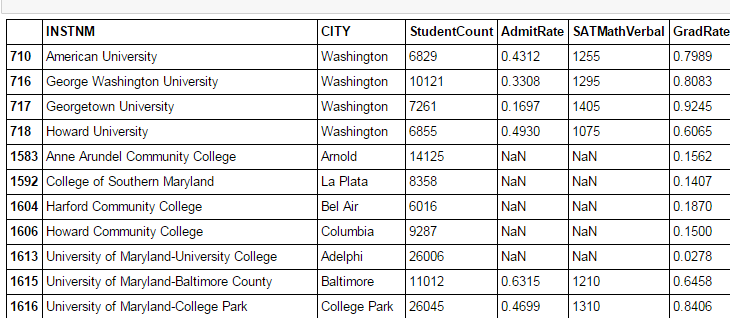 INSTNM CITY StudentCount AdmitRate SATMathVerbal GradRate
710 American University Washington 6829 0.4312 1255 0.7989
716 George Washington University Washington 10121 0.3308 1295 0.8083
717 Georgetown University Washington 7261 0.1697 1405 0.9245
718 Howard University Washington 6855 0.4930 1075 0.6065
1583 Anne Arundel Community College Arnold 14125 NaN NaN 0.1562
1592 College of Southern Maryland La Plata 8358 NaN NaN 0.1407
1604 Harford Community College Bel Air 6016 NaN NaN 0.1870
1606 Howard Community College Columbia 9287 NaN NaN 0.1500
1613 University of Maryland-University College Adelphi 26006 NaN NaN 0.0278
1615 University of Maryland-Baltimore County Baltimore 11012 0.6315 1210 0.6458
1616 University of Maryland-College Park College Park 26045 0.4699 1310 0.8406